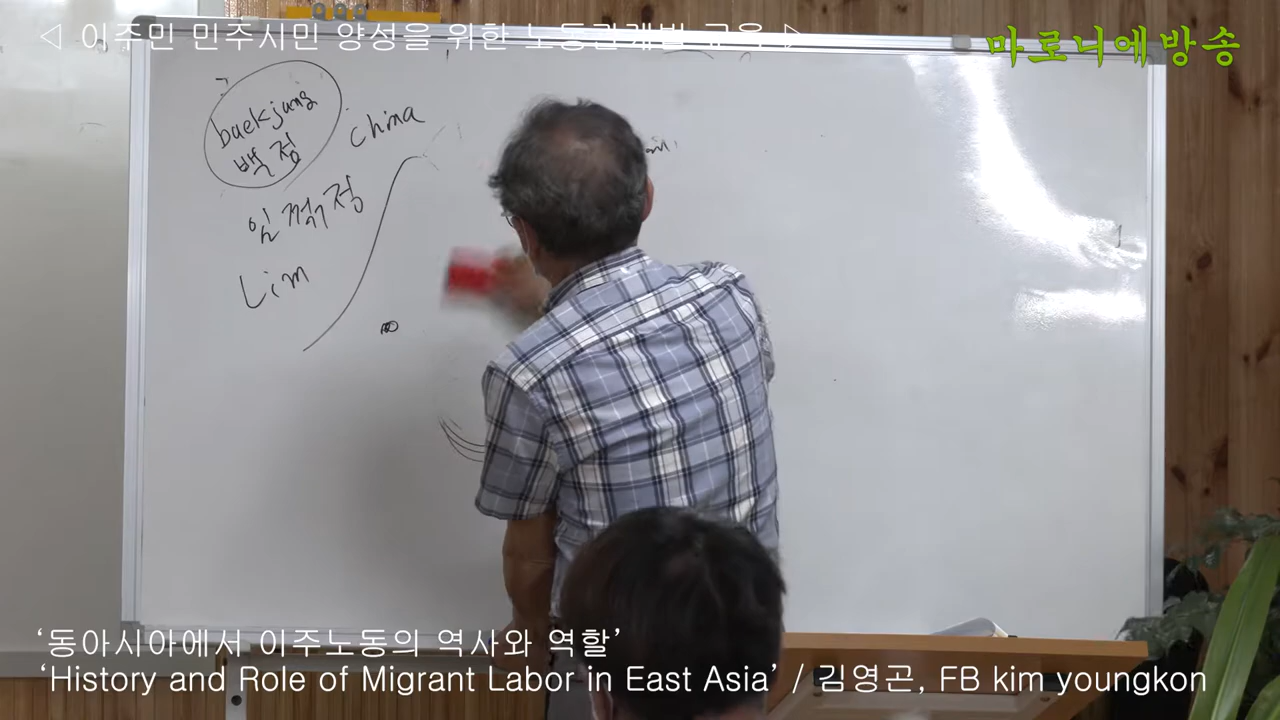 ◁ 이주민 민주시민 양성을 위한 노동관계법 교육 ▷
마로니에방송
baekjung
백정
china
임꺽정
Lim
‘동아시아에서 이주노동의 역사와 역할’
‘History and Role of Migrant Labor in East Asia’ / 김영곤, FB kim youngkon